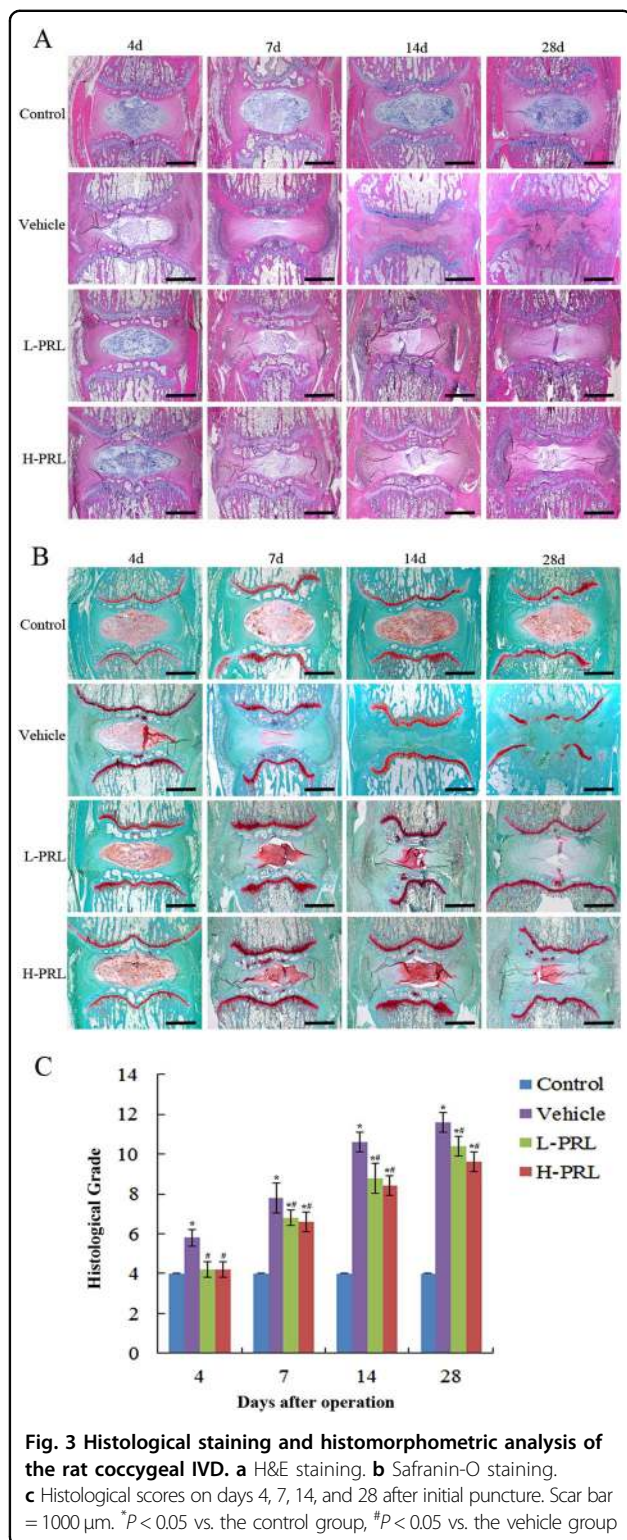 A
4d 7d 14d 28d
Control
Vehicle
L-PRL
H-PRL
B
4d 7d 14d 28d
Control
Vehicle
L-PRL
H-PRL
C
14
12
10
8
6
4
2
0
Histological Grade
* # #
* *# *#
* *# *#
* *# *#
4 7 14 28
Days after operation
Control
Vehicle
L-PRL
H-PRL
Fig. 3 Histological staining and histomorphometric analysis of
the rat coccygeal IVD. a H&E staining. b Safranin-O staining.
c Histological scores on days 4, 7, 14, and 28 after initial puncture. Scar bar
= 1000 μm. *P < 0.05 vs. the control group, #P < 0.05 vs. the vehicle group